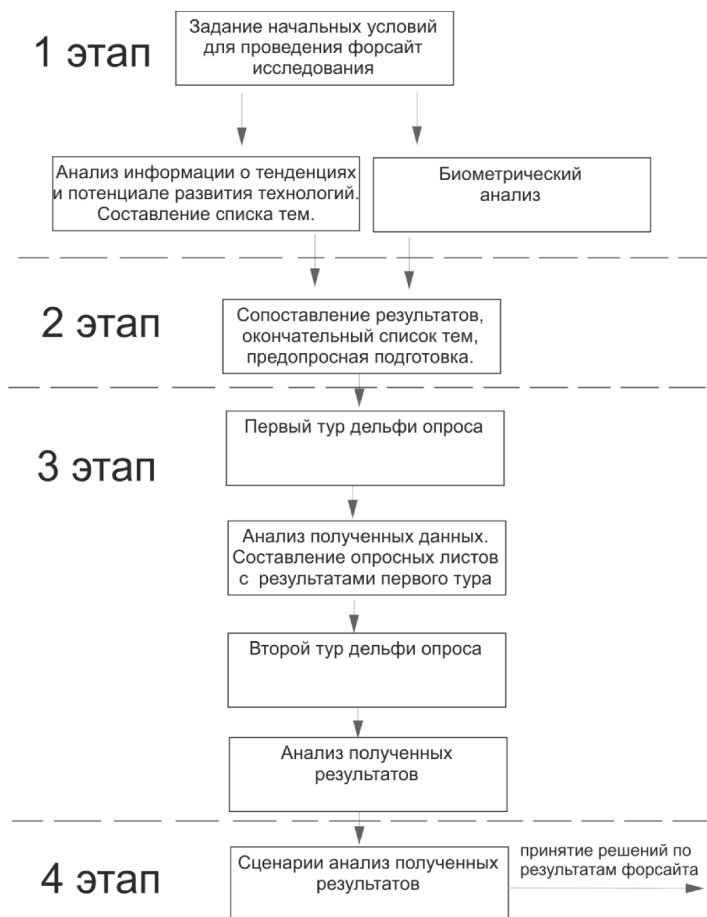 1 этап
Задание начальных условий
для проведения форсайт
исследования
Анализ информации о тенденциях
и потенциале развития технологий.
Составление списка тем.
Биометрический
анализ
2 этап
Сопоставление результатов,
окончательный список тем,
предопросная подготовка.
3 этап
Первый тур дельфи опроса
Анализ полученных данных.
Составление опросных листов
с результатами первого тура
Второй тур дельфи опроса
Анализ полученных
результатов
4 этап
Сценарии анализ полученных
результатов
принятие решений по
результатам форсайта